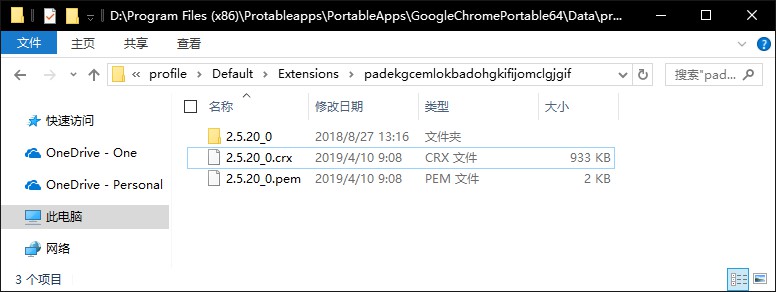 D:\Program Files (x86)\Protableapps\PortableApps\GoogleChromePortable64\Data\pr...
文件 主页 共享 查看
« profile > Default > Extensions > padekgcemlokbadohgkifijomclgjgif 搜索"pad...
名称 修改日期 类型 大小
快速访问
OneDrive - One
OneDrive - Personal
此电脑
网络
2.5.20_0 2018/8/27 13:16 文件夹
2.5.20_0.crx 2019/4/10 9:08 CRX 文件 933 KB
2.5.20_0.pem 2019/4/10 9:08 PEM 文件 2 KB
3 个项目